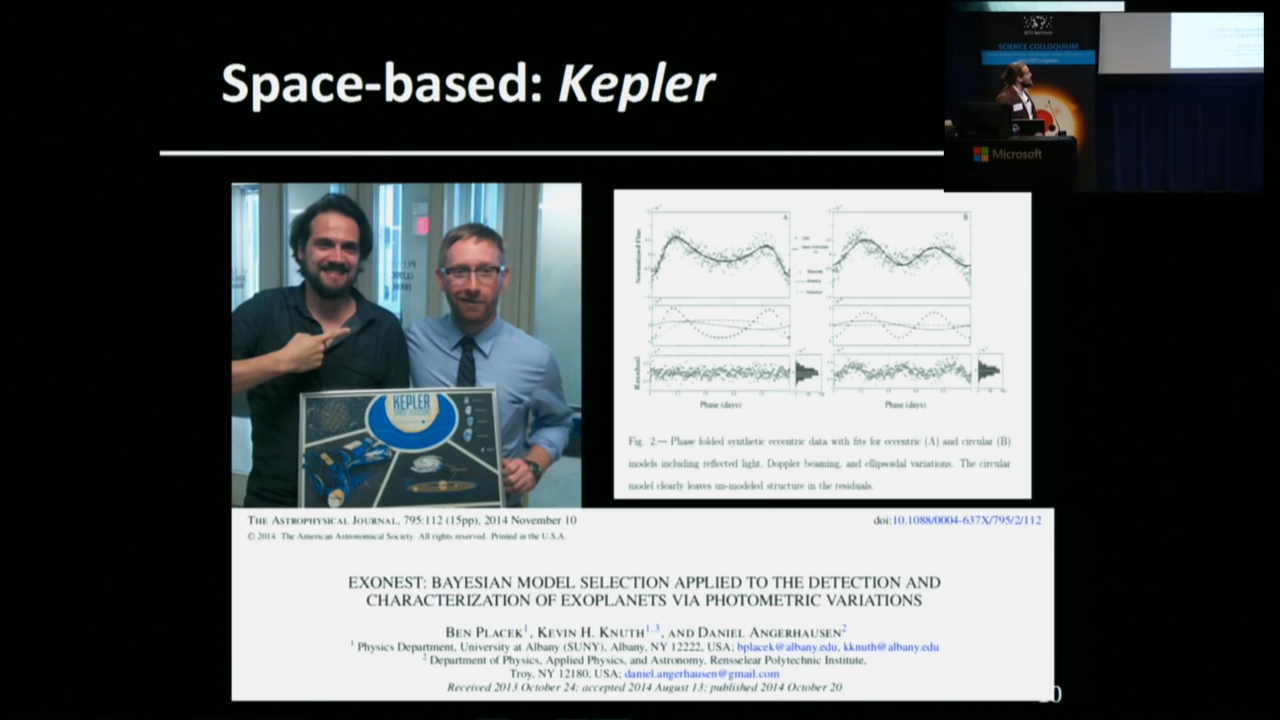 Space-based: Kepler
SETI Institute
SCIENCE COLLOQUIUM
Microsoft
KEPLER
A
B
Normalized Flux
Residual
Phase (days)
Phase (days)
Fig. 2.— Phase folded synthetic eccentric data with fits for eccentric (A) and circular (B)
models including reflected light, Doppler beaming, and ellipsoidal variations. The circular
model clearly leaves un-modeled structure in the residuals.
THE ASTROPHYSICAL JOURNAL, 795:112 (15pp), 2014 November 10
doi:10.1088/0004-637X/795/2/112
© 2014. The American Astronomical Society. All rights reserved. Printed in the U.S.A.
EXONEST: BAYESIAN MODEL SELECTION APPLIED TO THE DETECTION AND
CHARACTERIZATION OF EXOPLANETS VIA PHOTOMETRIC VARIATIONS
BEN PLACEK1, KEVIN H. KNUTH1,3, AND DANIEL ANGERHAUSEN2
1 Physics Department, University at Albany (SUNY), Albany, NY 12222, USA; bplacek@albany.edu, kknuth@albany.edu
2 Department of Physics, Applied Physics, and Astronomy, Rensselear Polytechnic Institute,
Troy, NY 12180, USA; daniel.angerhausen@gmail.com
Received 2013 October 24; accepted 2014 August 13; published 2014 October 20